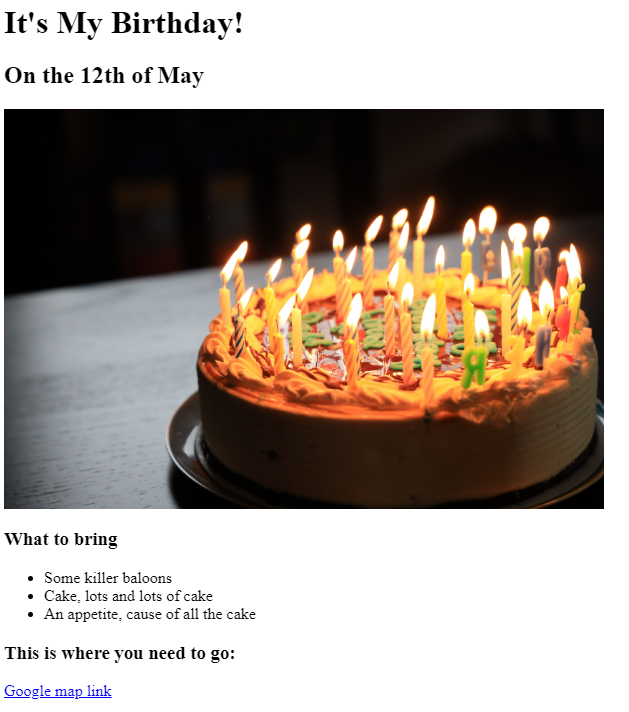 It's My Birthday!
On the 12th of May
What to bring
Some killer baloons
Cake, lots and lots of cake
An appetite, cause of all the cake
This is where you need to go:
Google map link